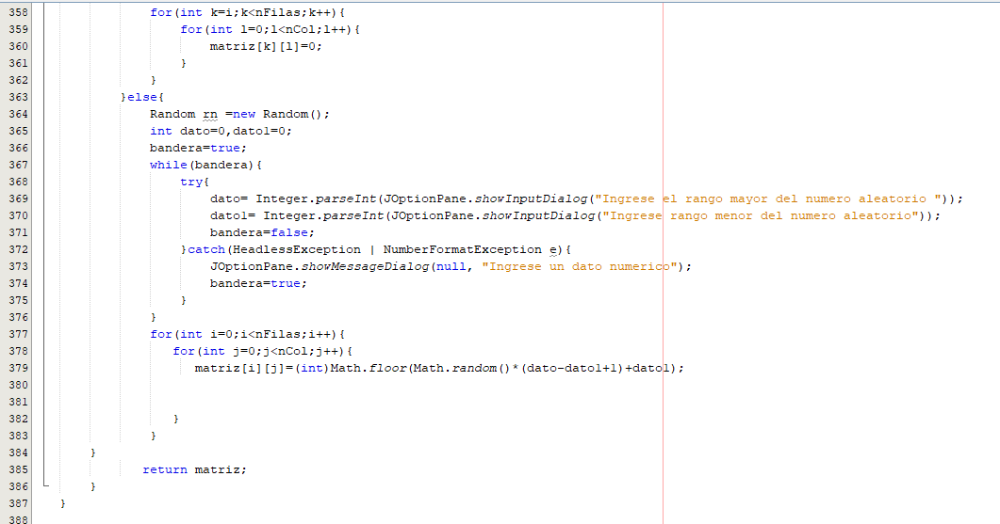 358 for(int k=i;k<nFilas;k++){
359 for(int l=0;l<nCol;l++){
360 matriz[k][l]=0;
361 }
362 }
363 }else{
364 Random rn =new Random();
365 int dato=0,dato1=0;
366 bandera=true;
367 while(bandera){
368 try{
369 dato= Integer.parseInt(JOptionPane.showInputDialog("Ingrese el rango mayor del numero aleatorio "));
370 dato1= Integer.parseInt(JOptionPane.showInputDialog("Ingrese rango menor del numero aleatorio"));
371 bandera=false;
372 }catch(HeadlessException | NumberFormatException e){
373 JOptionPane.showMessageDialog(null, "Ingrese un dato numerico");
374 bandera=true;
375 }
376 }
377 for(int i=0;i<nFilas;i++){
378 for(int j=0;j<nCol;j++){
379 matriz[i][j]=(int)Math.floor(Math.random()*(dato-dato1+1)+dato1);
380
381
382 }
383 }
384 }
385 return matriz;
386 }
387 }
388